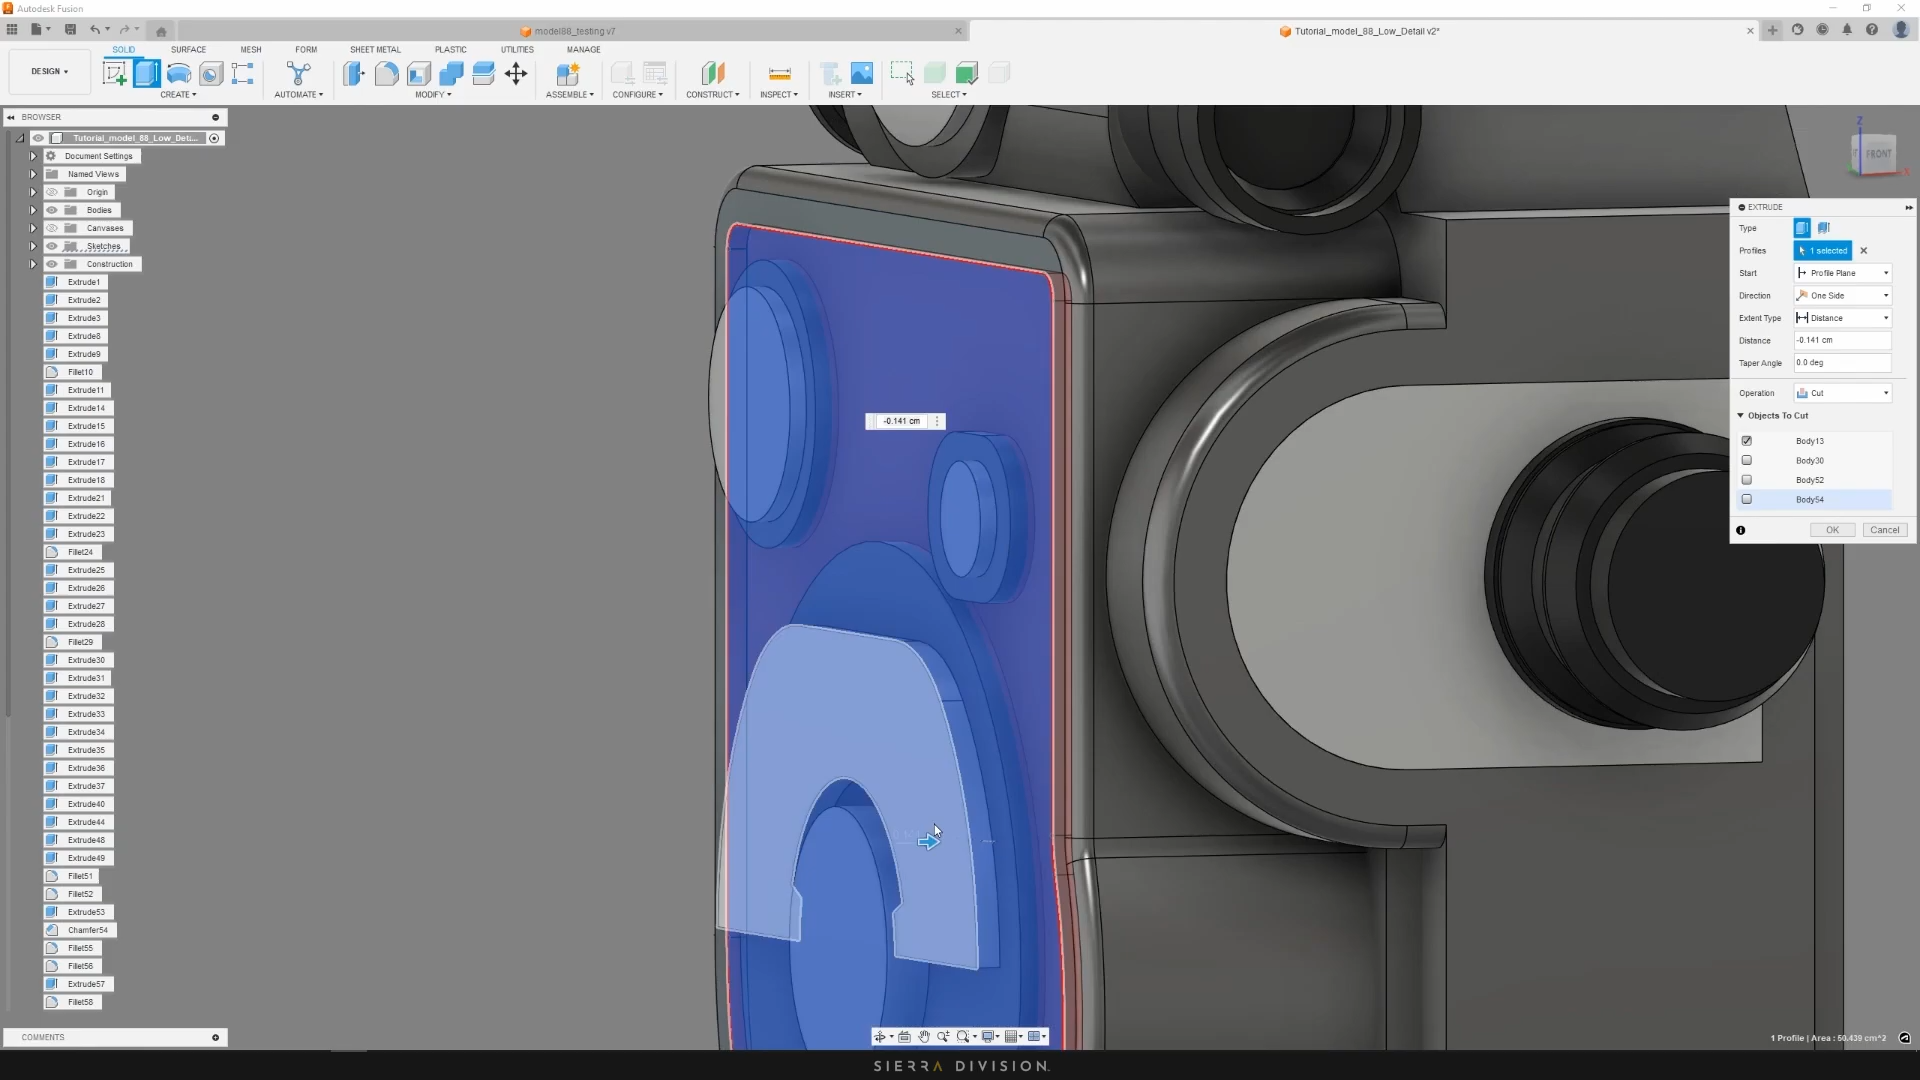 Autodesk Fusion
model88_testing v7
Tutorial_model_88_Low_Detail v2*
SOLID
SURFACE
MESH
FORM
SHEET METAL
PLASTIC
UTILITIES
MANAGE
DESIGN
CREATE
AUTOMATE
MODIFY
ASSEMBLE
CONFIGURE
CONSTRUCT
INSPECT
INSERT
SELECT
BROWSER
Tutorial_model_88_Low_Det...
Document Settings
Named Views
Origin
Bodies
Canvases
Sketches
Construction
Extrude1
Extrude2
Extrude3
Extrude8
Extrude9
Fillet10
Extrude11
Extrude14
Extrude15
Extrude16
Extrude17
Extrude18
Extrude21
Extrude22
Extrude23
Fillet24
Extrude25
Extrude26
Extrude27
Extrude28
Fillet29
Extrude30
Extrude31
Extrude32
Extrude33
Extrude34
Extrude35
Extrude36
Extrude37
Extrude40
Extrude44
Extrude48
Extrude49
Fillet51
Fillet52
Extrude53
Chamfer54
Fillet55
Fillet56
Extrude57
Fillet58
COMMENTS
-0.141 cm
Z
FRONT
X
EXTRUDE
Type
Profiles 1 selected
Start Profile Plane
Direction One Side
Extent Type Distance
Distance -0.141 cm
Taper Angle 0.0 deg
Operation Cut
Objects To Cut
Body13
Body30
Body52
Body54
OK Cancel
1 Profile | Area : 50.439 cm^2
SIERRA DIVISION